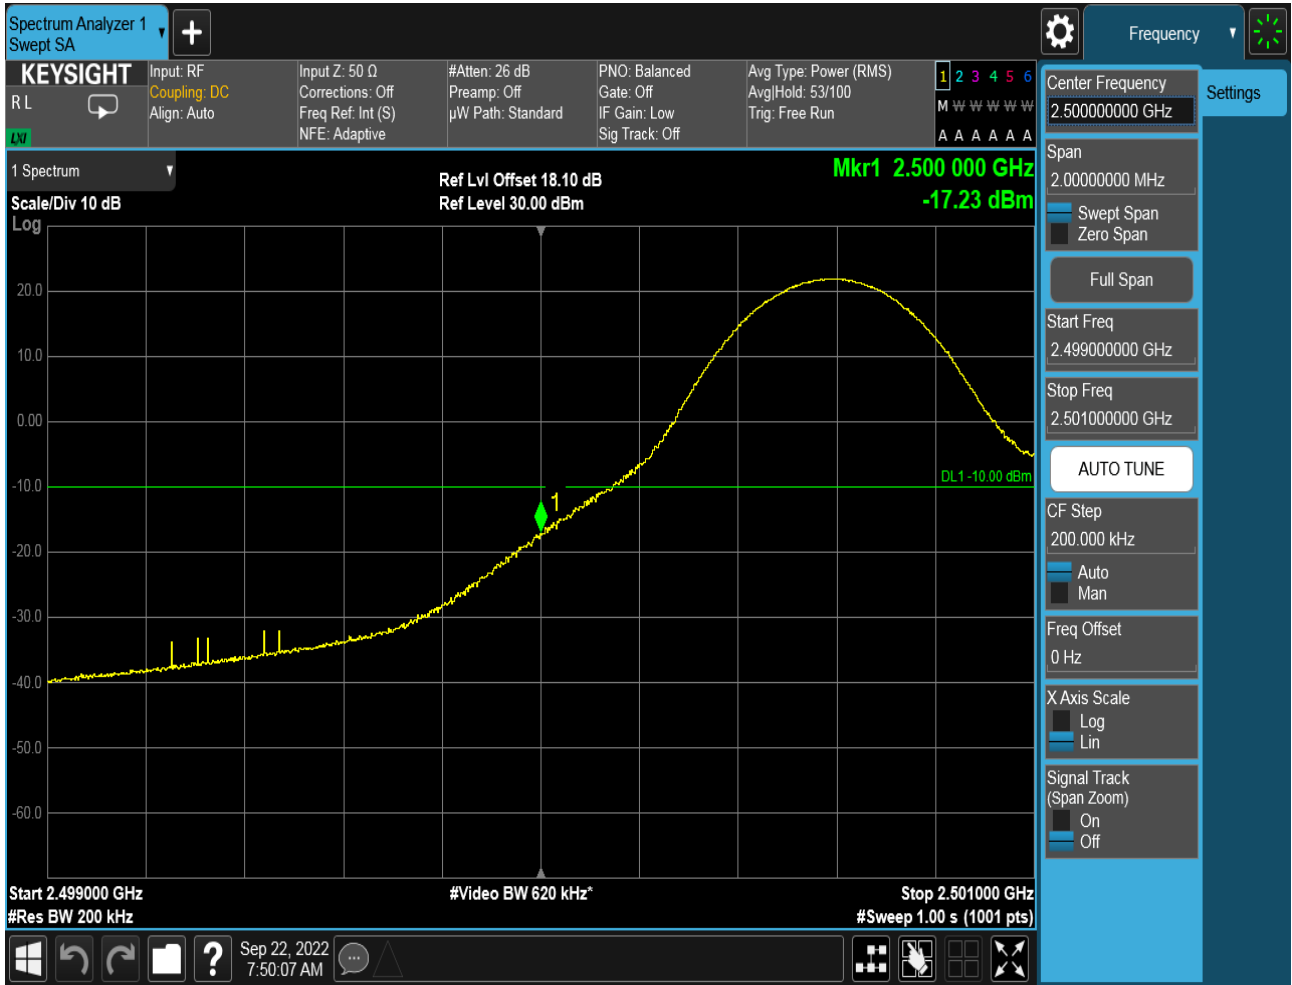 Spectrum Analyzer 1
Swept SA
Frequency
KEYSIGHT
R L
LXI
Input: RF
Coupling: DC
Align: Auto
Input Z: 50 Ω
Corrections: Off
Freq Ref: Int (S)
NFE: Adaptive
#Atten: 26 dB
Preamp: Off
µW Path: Standard
PNO: Balanced
Gate: Off
IF Gain: Low
Sig Track: Off
Avg Type: Power (RMS)
Avg|Hold: 53/100
Trig: Free Run
1 2 3 4 5 6
M W W W W W
A A A A A A
1 Spectrum
Scale/Div 10 dB
Log
Ref Lvl Offset 18.10 dB
Ref Level 30.00 dBm
Mkr1 2.500 000 GHz
-17.23 dBm
20.0
10.0
0.00
-10.0
-20.0
-30.0
-40.0
-50.0
-60.0
DL1 -10.00 dBm
1
Start 2.499000 GHz
#Res BW 200 kHz
#Video BW 620 kHz*
Stop 2.501000 GHz
#Sweep 1.00 s (1001 pts)
Sep 22, 2022
7:50:07 AM
Center Frequency
2.500000000 GHz
Settings
Span
2.00000000 MHz
Swept Span
Zero Span
Full Span
Start Freq
2.499000000 GHz
Stop Freq
2.501000000 GHz
AUTO TUNE
CF Step
200.000 kHz
Auto
Man
Freq Offset
0 Hz
X Axis Scale
Log
Lin
Signal Track
(Span Zoom)
On
Off